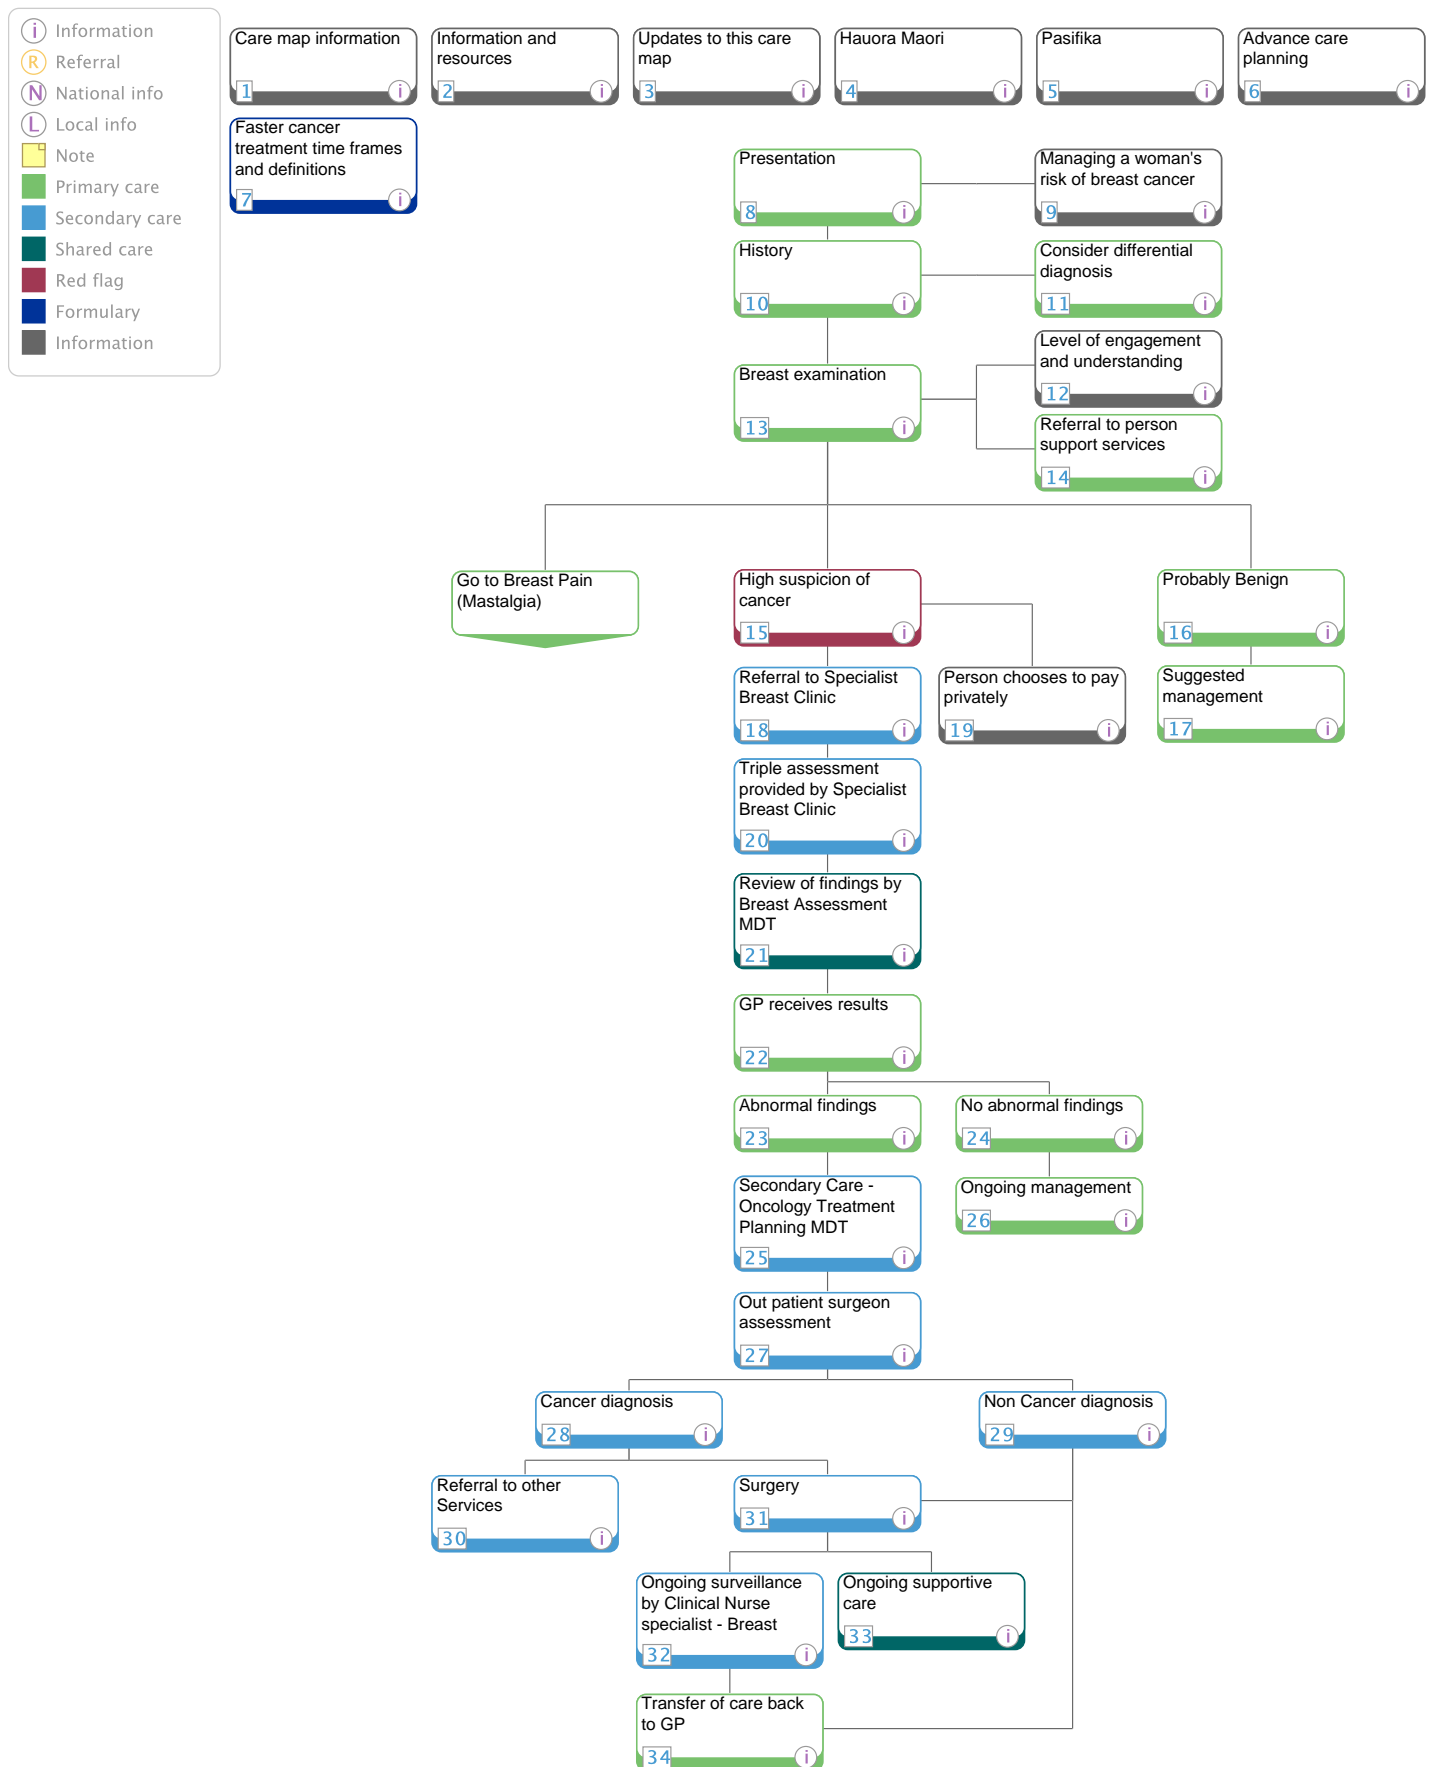 i Information
R Referral
N National info
L Local info
Note
Primary care
Secondary care
Shared care
Red flag
Formulary
Information
Care map information
1 i
Information and
resources
2 i
Updates to this care
map
3 i
Hauora Maori
4 i
Pasifika
5 i
Advance care
planning
6 i
Faster cancer
treatment time frames
and definitions
7 i
Presentation
8 i
Managing a woman's
risk of breast cancer
9 i
History
10 i
Consider differential
diagnosis
11 i
Level of engagement
and understanding
12 i
Breast examination
13 i
Referral to person
support services
14 i
Go to Breast Pain
(Mastalgia)
High suspicion of
cancer
15 i
Probably Benign
16 i
Referral to Specialist
Breast Clinic
18 i
Person chooses to pay
privately
19 i
Suggested
management
17 i
Triple assessment
provided by Specialist
Breast Clinic
20 i
Review of findings by
Breast Assessment
MDT
21 i
GP receives results
22 i
Abnormal findings
23 i
No abnormal findings
24 i
Secondary Care -
Oncology Treatment
Planning MDT
25 i
Ongoing management
26 i
Out patient surgeon
assessment
27 i
Cancer diagnosis
28 i
Non Cancer diagnosis
29 i
Referral to other
Services
30 i
Surgery
31 i
Ongoing surveillance
by Clinical Nurse
specialist - Breast
32 i
Ongoing supportive
care
33 i
Transfer of care back
to GP
34 i